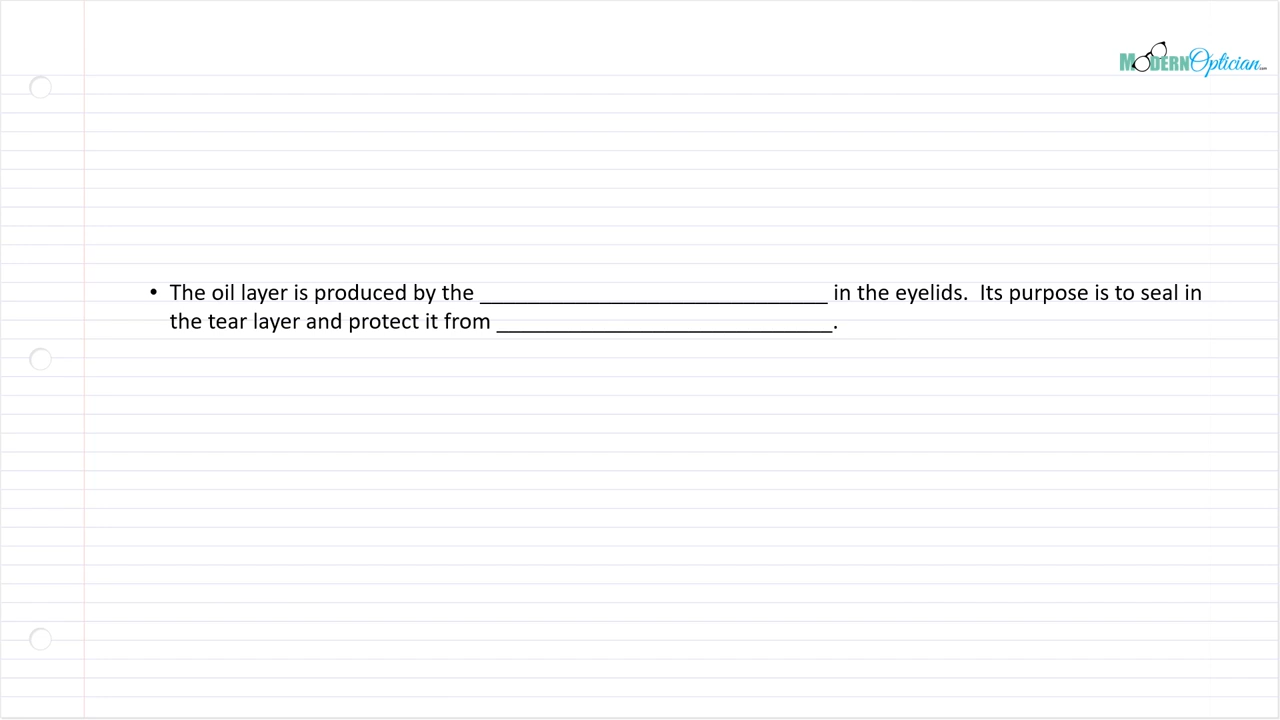 MODERNOptician.com
• The oil layer is produced by the ______________________________ in the eyelids.  Its purpose is to seal in
the tear layer and protect it from _____________________________.